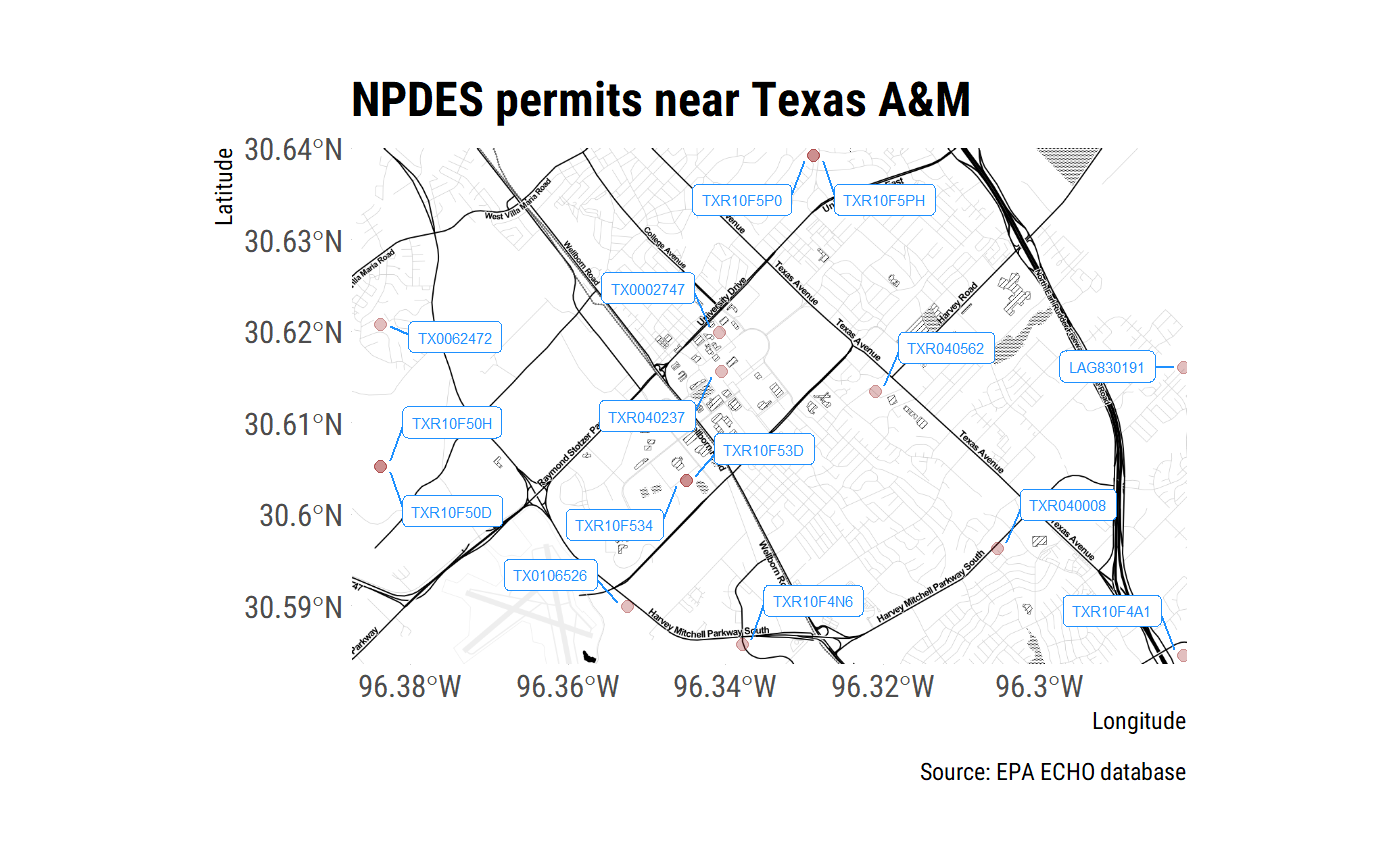 NPDES permits near Texas A&M
Latitude
30.64°N
30.63°N
30.62°N
30.61°N
30.6°N
30.59°N
TXR10F5P0
TXR10F5PH
West Villa Maria Road
College Avenue
Wellborn Road
TX0002747
University Drive
Texas Avenue
Harvey Road
TX0062472
Texas Avenue
TXR040562
LAG830191
TXR10F50H
TXR040237
TXR10F53D
Texas Avenue
TXR10F50D
TXR10F534
TXR040008
Texas Avenue
TX0106526
TXR10F4N6
TXR10F4A1
Harvey Mitchell Parkway South
Harvey Mitchell Parkway South
Parkway
96.38°W
96.36°W
96.34°W
96.32°W
96.3°W
Longitude
Source: EPA ECHO database